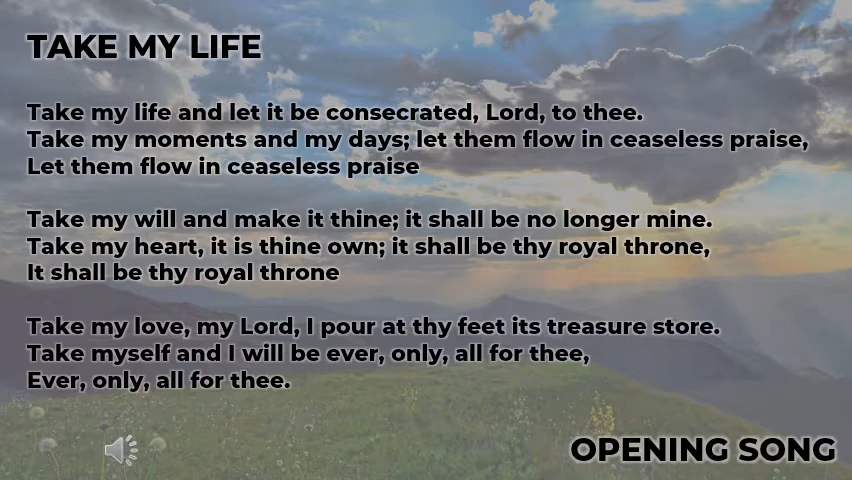 TAKE MY LIFE
Take my life and let it be consecrated, Lord, to thee.
Take my moments and my days; let them flow in ceaseless praise,
Let them flow in ceaseless praise
Take my will and make it thine; it shall be no longer mine.
Take my heart, it is thine own; it shall be thy royal throne,
It shall be thy royal throne
Take my love, my Lord, I pour at thy feet its treasure store.
Take myself and I will be ever, only, all for thee,
Ever, only, all for thee.
OPENING SONG